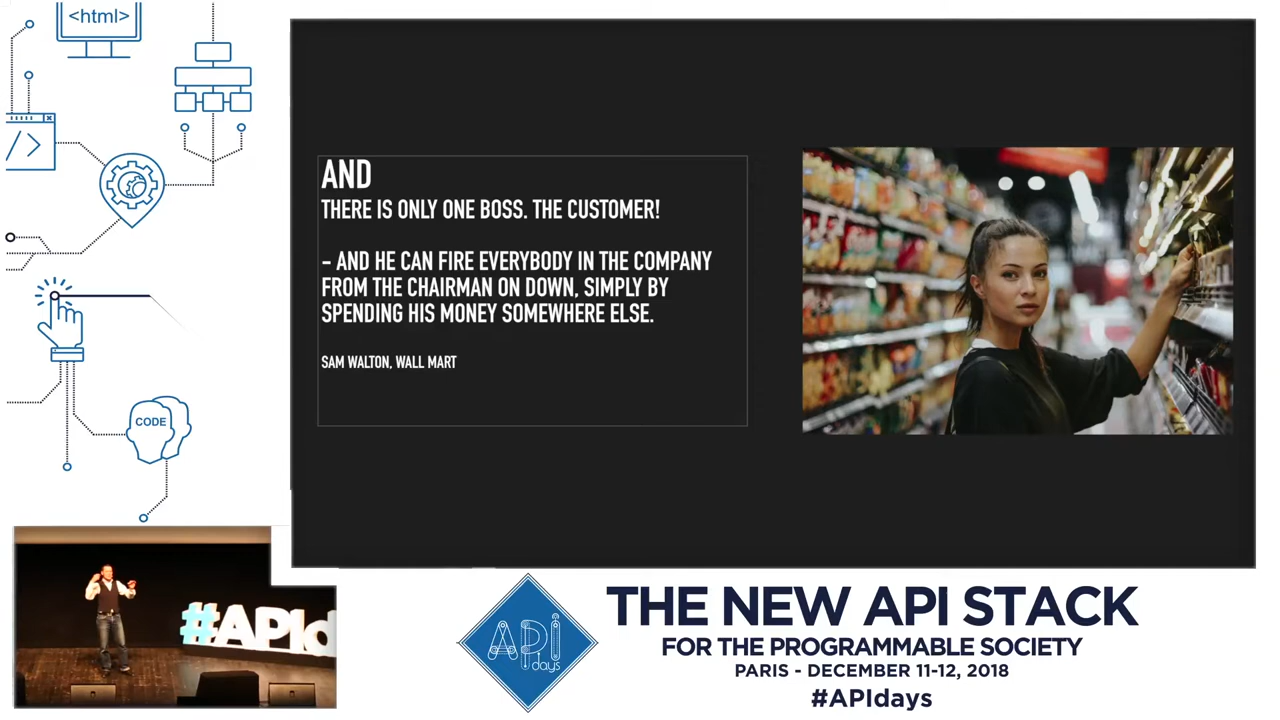 <html>
/>
CODE
AND
THERE IS ONLY ONE BOSS. THE CUSTOMER!
- AND HE CAN FIRE EVERYBODY IN THE COMPANY
FROM THE CHAIRMAN ON DOWN, SIMPLY BY
SPENDING HIS MONEY SOMEWHERE ELSE.
SAM WALTON, WALL MART
#APId
API
days
THE NEW API STACK
FOR THE PROGRAMMABLE SOCIETY
PARIS - DECEMBER 11-12, 2018
#APIdays